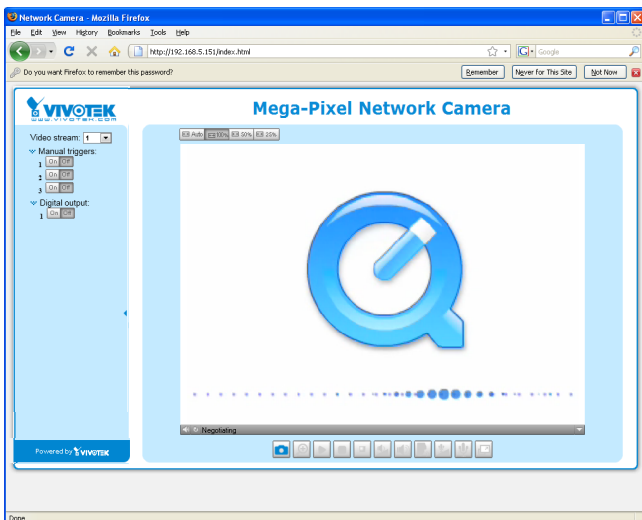 Network Camera - Mozilla Firefox
File Edit View History Bookmarks Tools Help
http://192.168.5.151/index.html
G Google
Do you want Firefox to remember this password?
Remember Never for This Site Not Now
VIVOTEK
WWW.VIVOTEK.COM
Mega-Pixel Network Camera
Video stream: 1
Auto 100% 50% 25%
Manual triggers:
1 On Off
2 On Off
3 On Off
Digital output:
1 On Off
Negotiating
Powered by VIVOTEK
Done